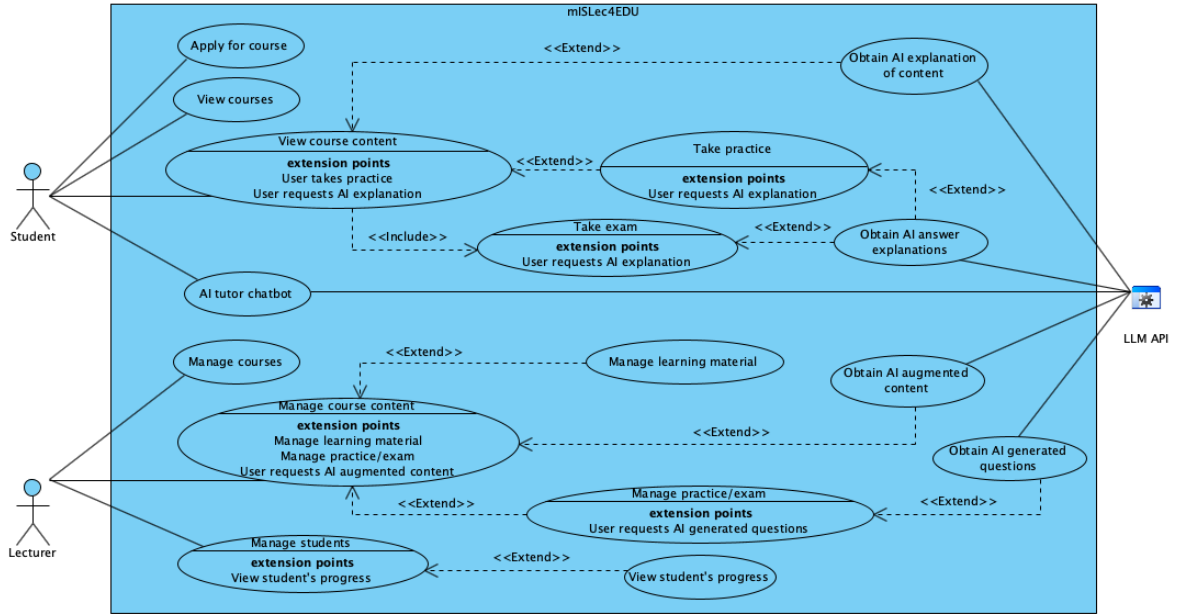 mISLec4EDU
Apply for course
<<Extend>>
Obtain AI explanation
of content
View courses
View course content
extension points
User takes practice
User requests AI explanation
<<Extend>>
Take practice
extension points
User requests AI explanation
<<Extend>>
<<Include>>
Take exam
extension points
User requests AI explanation
<<Extend>>
Obtain AI answer
explanations
Student
AI tutor chatbot
LLM API
Manage courses
<<Extend>>
Manage learning material
Obtain AI augmented
content
Manage course content
extension points
Manage learning material
Manage practice/exam
User requests AI augmented content
<<Extend>>
Obtain AI generated
questions
<<Extend>>
Manage practice/exam
extension points
User requests AI generated questions
<<Extend>>
Lecturer
Manage students
extension points
View student's progress
<<Extend>>
View student's progress